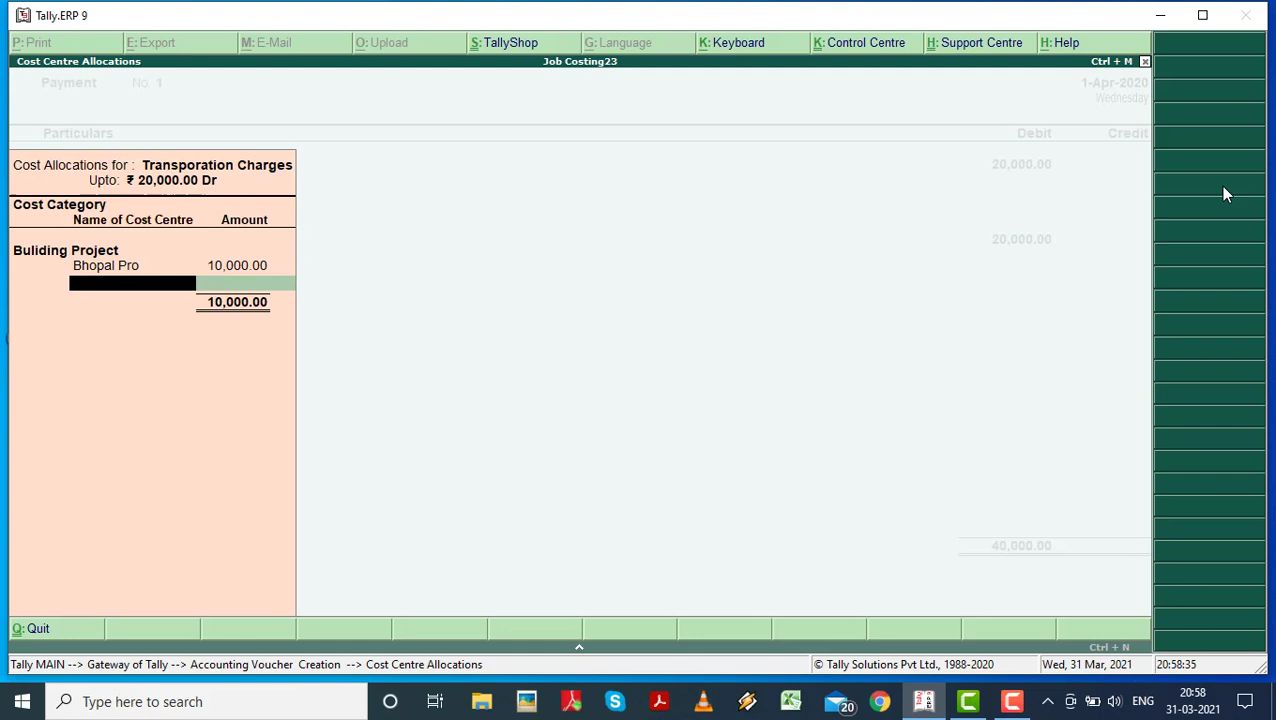 Tally.ERP 9
P: Print E: Export M: E-Mail O: Upload S: TallyShop G: Language K: Keyboard K: Control Centre H: Support Centre H: Help
Cost Centre Allocations Job Costing23 Ctrl + M
Payment No. 1 1-Apr-2020
Wednesday
Particulars Debit Credit
Cost Allocations for : Transporation Charges 20,000.00
Upto: ₹ 20,000.00 Dr
Cost Category
Name of Cost Centre Amount
20,000.00
Buliding Project
Bhopal Pro 10,000.00
10,000.00
40,000.00
Q: Quit
Ctrl + N
Tally MAIN --> Gateway of Tally --> Accounting Voucher Creation --> Cost Centre Allocations © Tally Solutions Pvt Ltd., 1988-2020 Wed, 31 Mar, 2021 20:58:35
Type here to search 20 ENG 20:58
31-03-2021